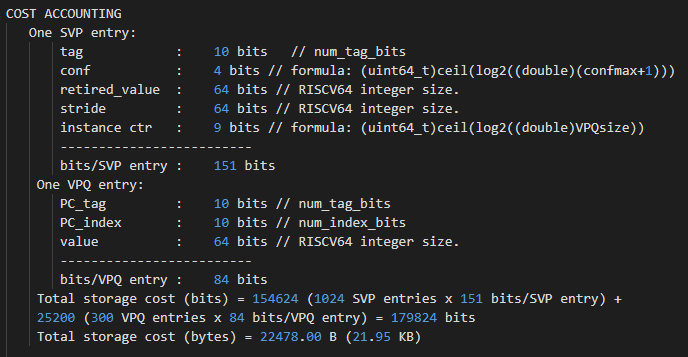 COST ACCOUNTING
One SVP entry:
tag : 10 bits // num_tag_bits
conf : 4 bits // formula: (uint64_t)ceil(log2((double)(confmax+1)))
retired_value : 64 bits // RISCV64 integer size.
stride : 64 bits // RISCV64 integer size.
instance ctr : 9 bits // formula: (uint64_t)ceil(log2((double)VPQsize))
-------------------------
bits/SVP entry : 151 bits
One VPQ entry:
PC_tag : 10 bits // num_tag_bits
PC_index : 10 bits // num_index_bits
value : 64 bits // RISCV64 integer size.
-------------------------
bits/VPQ entry : 84 bits
Total storage cost (bits) = 154624 (1024 SVP entries x 151 bits/SVP entry) +
25200 (300 VPQ entries x 84 bits/VPQ entry) = 179824 bits
Total storage cost (bytes) = 22478.00 B (21.95 KB)